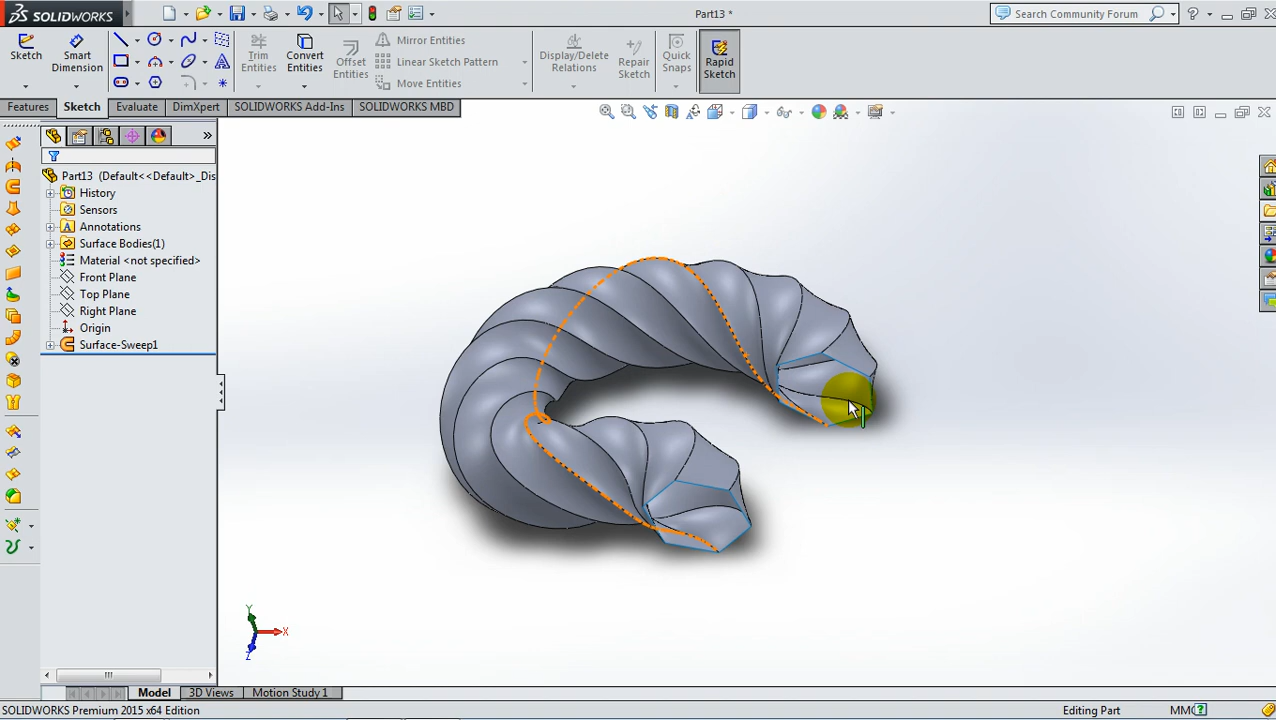 SOLIDWORKS
Part13 *
Search Community Forum
Sketch
Smart Dimension
Trim Entities
Convert Entities
Offset Entities
Mirror Entities
Linear Sketch Pattern
Move Entities
Display/Delete Relations
Repair Sketch
Quick Snaps
Rapid Sketch
Features
Sketch
Evaluate
DimXpert
SOLIDWORKS Add-Ins
SOLIDWORKS MBD
Part13 (Default<<Default>_Dis
History
Sensors
Annotations
Surface Bodies(1)
Material <not specified>
Front Plane
Top Plane
Right Plane
Origin
Surface-Sweep1
Y
X
Z
Model
3D Views
Motion Study 1
SOLIDWORKS Premium 2015 x64 Edition
Editing Part